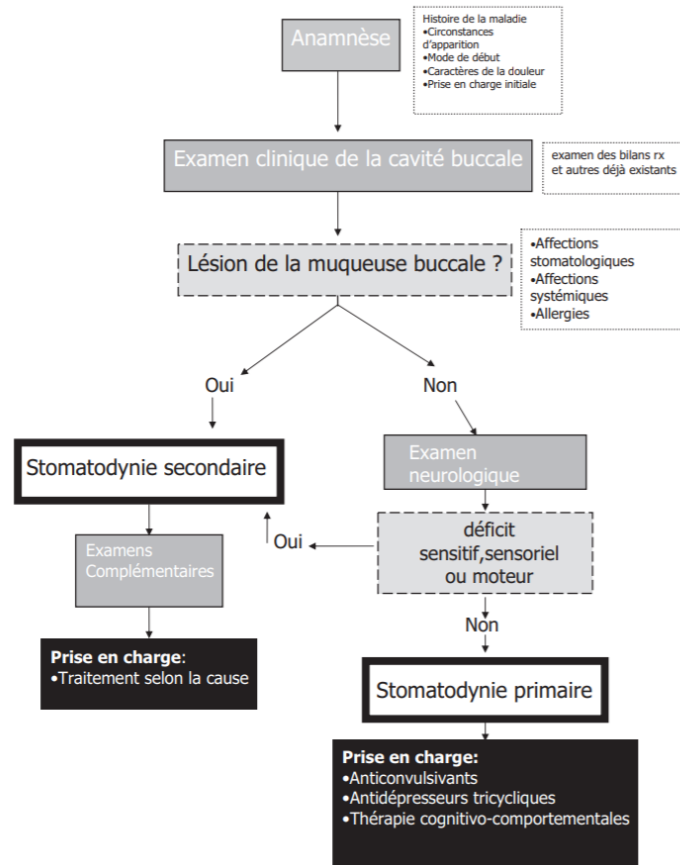 Anamnèse
Histoire de la maladie
•Circonstances
d'apparition
•Mode de début
•Caractères de la douleur
•Prise en charge initiale
Examen clinique de la cavité buccale
examen des bilans rx
et autres déjà existants
Lésion de la muqueuse buccale ?
•Affections
stomatologiques
•Affections
systémiques
•Allergies
Oui
Non
Stomatodynie secondaire
Examen
neurologique
Examens
Complémentaires
Oui
déficit
sensitif,sensoriel
ou moteur
Non
Prise en charge:
•Traitement selon la cause
Stomatodynie primaire
Prise en charge:
•Anticonvulsivants
•Antidépresseurs tricycliques
•Thérapie cognitivo-comportementales